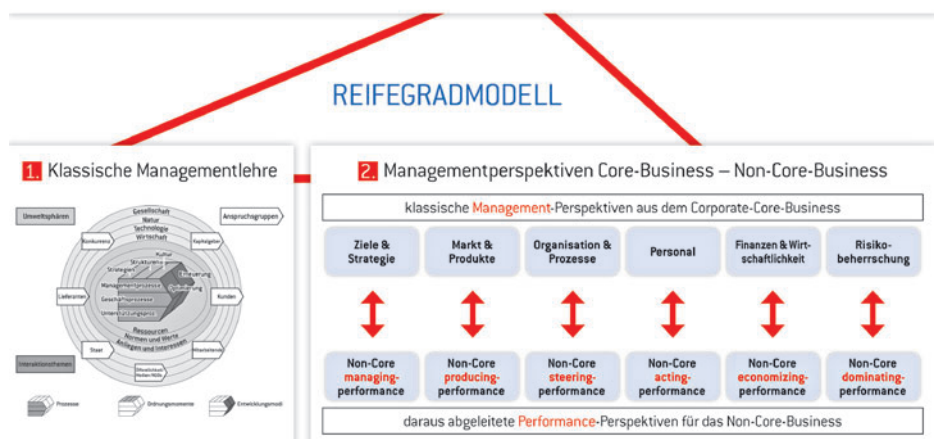 REIFEGRADMODELL
1. Klassische Managementlehre
Umweltsphären
Gesellschaft
Natur
Technologie
Wirtschaft
Anspruchsgruppen
Konkurrenz
Kapitalgeber
Kultur
Strukturen
Strategien
Erneuerung
Managementprozesse
Optimierung
Lieferanten
Geschäftsprozesse
Kunden
Unterstützungsproz.
Ressourcen
Normen und Werte
Anliegen und Interessen
Staat
Mitarbeitende
Öffentlichkeit
Medien NGOs
Interaktionsthemen
Prozesse
Ordnungsmomente
Entwicklungsmodi
2. Managementperspektiven Core-Business – Non-Core-Business
klassische Management-Perspektiven aus dem Corporate-Core-Business
Ziele &
Strategie
Markt &
Produkte
Organisation &
Prozesse
Personal
Finanzen & Wirt-
schaftlichkeit
Risiko-
beherrschung
Non-Core
managing-
performance
Non-Core
producing-
performance
Non-Core
steering-
performance
Non-Core
acting-
performance
Non-Core
economizing-
performance
Non-Core
dominating-
performance
daraus abgeleitete Performance-Perspektiven für das Non-Core-Business